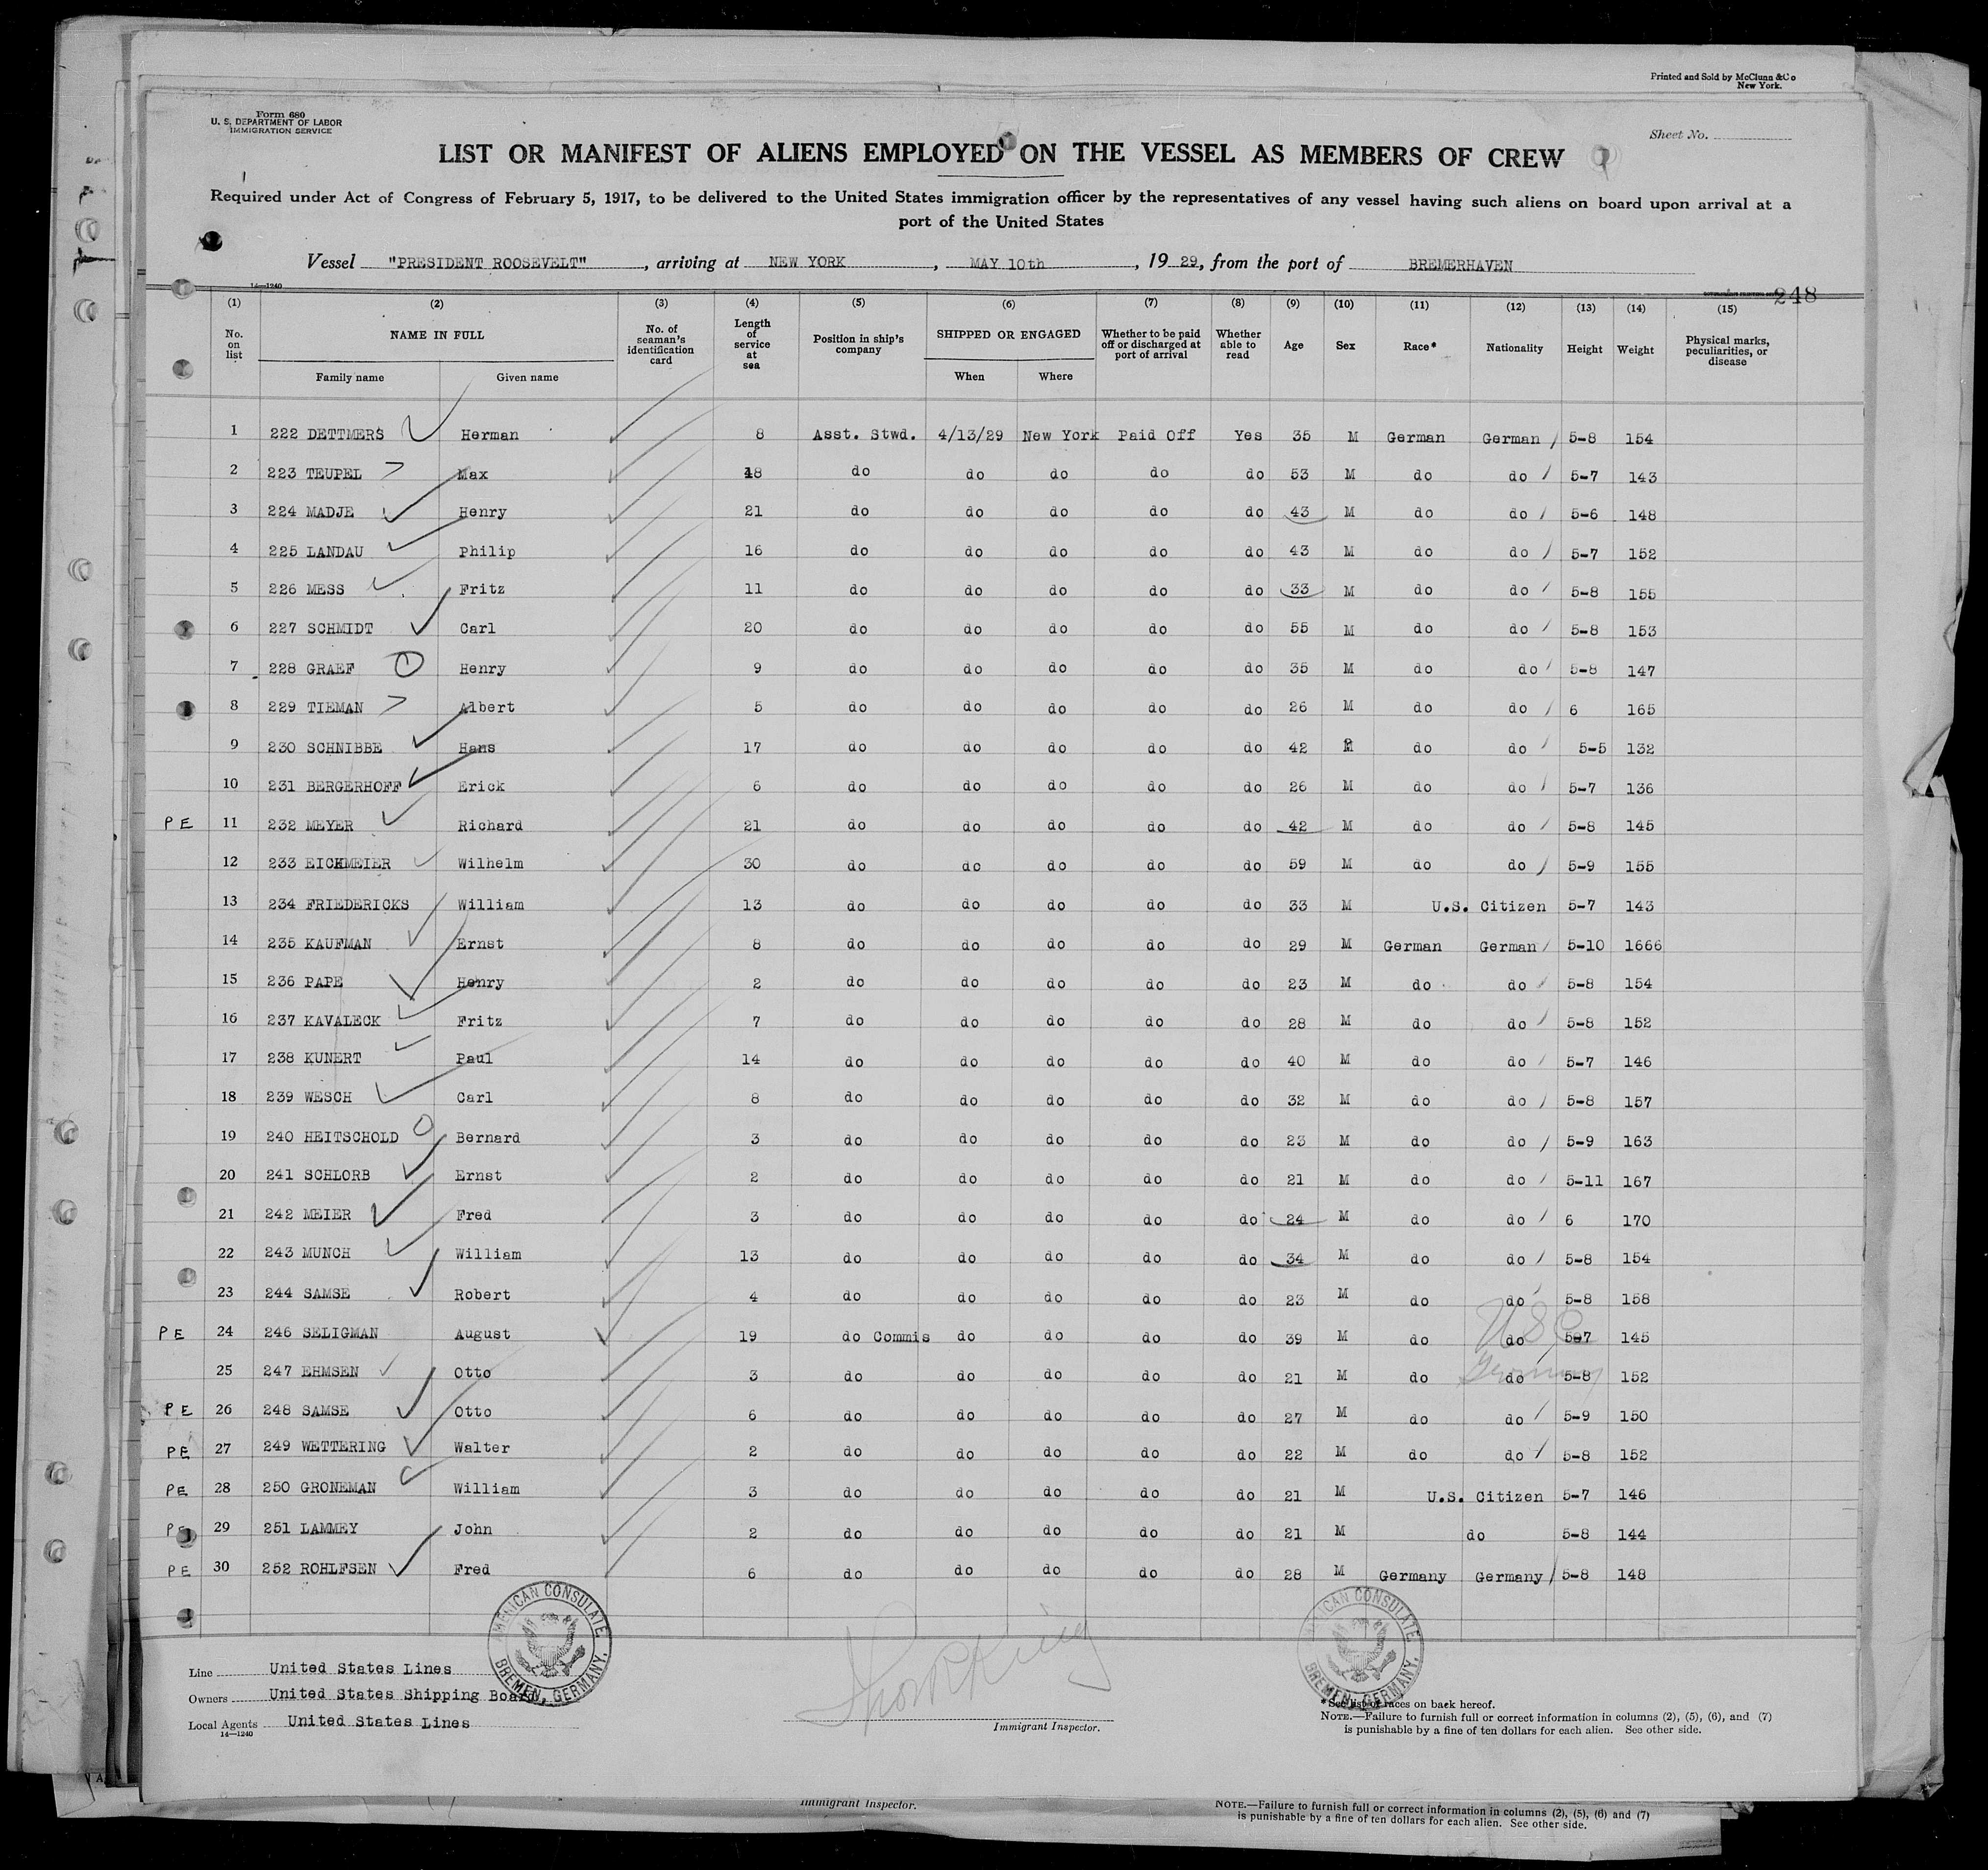 Printed and Sold by McClunn & Co
New York.
Form 680
U. S. DEPARTMENT OF LABOR
IMMIGRATION SERVICE
Sheet No.
LIST OR MANIFEST OF ALIENS EMPLOYED ON THE VESSEL AS MEMBERS OF CREW
Required under Act of Congress of February 5, 1917, to be delivered to the United States immigration officer by the representatives of any vessel having such aliens on board upon arrival at a
port of the United States
Vessel "PRESIDENT ROOSEVELT", arriving at NEW YORK, MAY 10th, 1929, from the port of BREMERHAVEN
14—1240
248
(1) (2) (3) (4) (5) (6) (7) (8) (9) (10) (11) (12) (13) (14) (15)
No. on list NAME IN FULL No. of seaman's identification card Length of service at sea Position in ship's company SHIPPED OR ENGAGED Whether to be paid off or discharged at port of arrival Whether able to read Age Sex Race* Nationality Height Weight Physical marks, peculiarities, or disease
Family name Given name When Where
1 222 DETTMERS Herman 8 Asst. Stwd. 4/13/29 New York Paid Off Yes 35 M German German 5-8 154
2 223 TEUPEL Max 18 do do do do do 53 M do do 5-7 143
3 224 MADJE Henry 21 do do do do do 43 M do do 5-6 148
4 225 LANDAU Philip 16 do do do do do 43 M do do 5-7 152
5 226 MESS Fritz 11 do do do do do 33 M do do 5-8 155
6 227 SCHMIDT Carl 20 do do do do do 55 M do do 5-8 153
7 228 GRAEF Henry 9 do do do do do 35 M do do 5-8 147
8 229 TIEMAN Albert 5 do do do do do 26 M do do 6 165
9 230 SCHNIBBE Hans 17 do do do do do 42 M do do 5-5 132
10 231 BERGERHOFF Erick 6 do do do do do 26 M do do 5-7 136
PE 11 232 MEYER Richard 21 do do do do do 42 M do do 5-8 145
12 233 EICHMEIER Wilhelm 30 do do do do do 59 M do do 5-9 155
13 234 FRIEDERICKS William 13 do do do do do 33 M U.S. Citizen 5-7 143
14 235 KAUFMAN Ernst 8 do do do do do 29 M German German 5-10 1666
15 236 PAPE Henry 2 do do do do do 23 M do do 5-8 154
16 237 KAVALECK Fritz 7 do do do do do 28 M do do 5-8 152
17 238 KUNERT Paul 14 do do do do do 40 M do do 5-7 146
18 239 WESCH Carl 8 do do do do do 32 M do do 5-8 157
19 240 HEITSCHOLD Bernard 3 do do do do do 23 M do do 5-9 163
20 241 SCHLORB Ernst 2 do do do do do 21 M do do 5-11 167
21 242 MEIER Fred 3 do do do do do 24 M do do 6 170
22 243 MUNCH William 13 do do do do do 34 M do do 5-8 154
23 244 SAMSE Robert 4 do do do do do 23 M do do 5-8 158
PE 24 246 SELIGMAN August 19 do Commis do do do do 39 M do do USC 5-7 145
25 247 EHMSEN Otto 3 do do do do do 21 M do do Germany 5-8 152
PE 26 248 SAMSE Otto 6 do do do do do 27 M do do 5-9 150
PE 27 249 WETTERING Walter 2 do do do do do 22 M do do 5-8 152
PE 28 250 GRONEMAN William 3 do do do do do 21 M U.S. Citizen 5-7 146
PE 29 251 LAMMEY John 2 do do do do do 21 M do 5-8 144
PE 30 252 ROHLFSEN Fred 6 do do do do do 28 M Germany Germany 5-8 148
AMERICAN CONSULATE, BREMEN, GERMANY.
AMERICAN CONSULATE, BREMEN, GERMANY.
Line United States Lines
Owners United States Shipping Board,
Local Agents United States Lines
14—1240
Immigrant Inspector.
*See list of races on back hereof.
NOTE.—Failure to furnish full or correct information in columns (2), (5), (6), and (7)
is punishable by a fine of ten dollars for each alien. See other side.
Immigrant Inspector.
NOTE.—Failure to furnish full or correct information in columns (2), (5), (6) and (7)
is punishable by a fine of ten dollars for each alien. See other side.